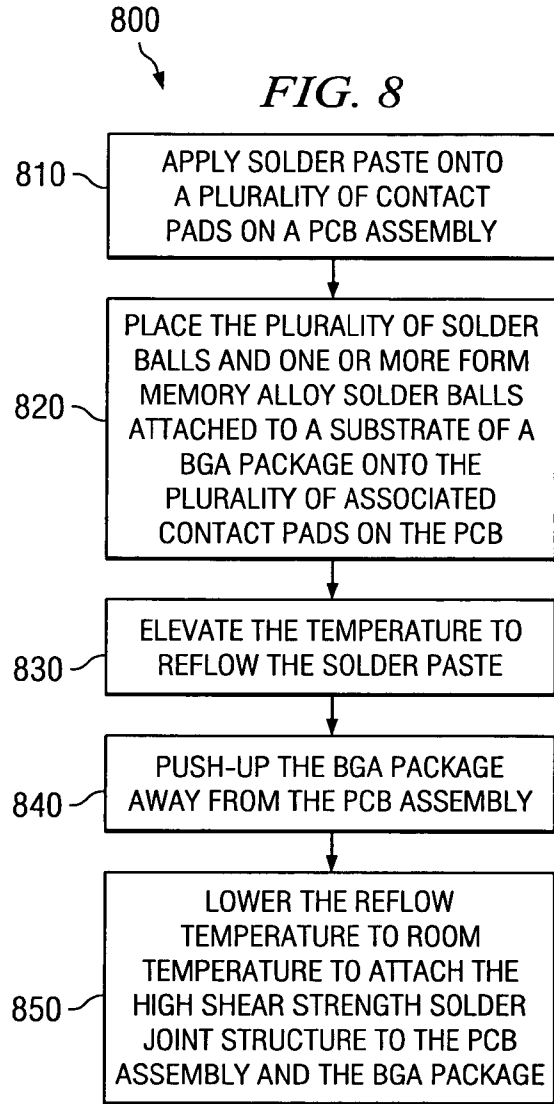 800
FIG. 8
810
APPLY SOLDER PASTE ONTO
A PLURALITY OF CONTACT
PADS ON A PCB ASSEMBLY
820
PLACE THE PLURALITY OF SOLDER
BALLS AND ONE OR MORE FORM
MEMORY ALLOY SOLDER BALLS
ATTACHED TO A SUBSTRATE OF A
BGA PACKAGE ONTO THE
PLURALITY OF ASSOCIATED
CONTACT PADS ON THE PCB
830
ELEVATE THE TEMPERATURE TO
REFLOW THE SOLDER PASTE
840
PUSH-UP THE BGA PACKAGE
AWAY FROM THE PCB ASSEMBLY
850
LOWER THE REFLOW
TEMPERATURE TO ROOM
TEMPERATURE TO ATTACH THE
HIGH SHEAR STRENGTH SOLDER
JOINT STRUCTURE TO THE PCB
ASSEMBLY AND THE BGA PACKAGE